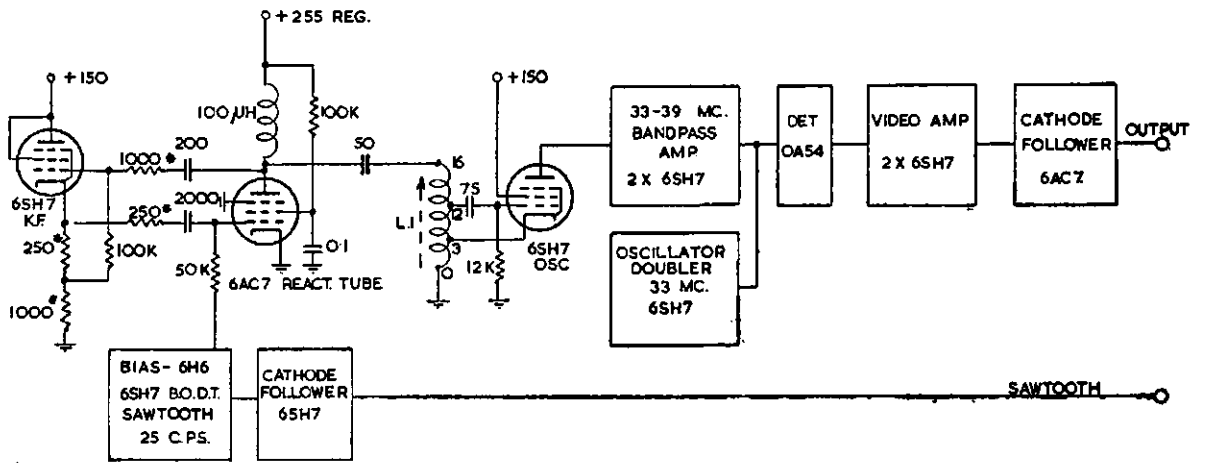 +255 REG.
+150
100µH
100K
200
1000*
6SH7
K.F.
2000
250*
250*
100K
1000*
50K
0·1
6AC7 REACT. TUBE
50
+150
16
75
12
L.1
3
0
12K
6SH7
OSC
33-39 MC.
BANDPASS
AMP
2 X 6SH7
DET
OA54
VIDEO AMP
2 X 6SH7
CATHODE
FOLLOWER
6AC7
OUTPUT
OSCILLATOR
DOUBLER
33 MC.
6SH7
BIAS- 6H6
6SH7 B.O.D.T.
SAWTOOTH
25 C.P.S.
CATHODE
FOLLOWER
6SH7
SAWTOOTH